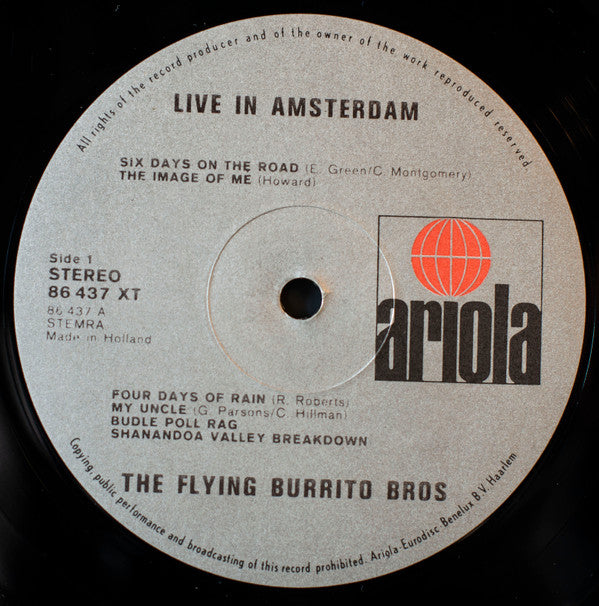 All rights of the record producer and of the owner of the work reproduced reserved
LIVE IN AMSTERDAM
SIX DAYS ON THE ROAD (E. Green/C. Montgomery)
THE IMAGE OF ME (Howard)
Side 1
STEREO
86 437 XT
86 437 A
STEMRA
Made in Holland
ariola
FOUR DAYS OF RAIN (R. Roberts)
MY UNCLE (G. Parsons/C. Hillman)
BUDLE POLL RAG
SHANANDOA VALLEY BREAKDOWN
THE FLYING BURRITO BROS
Copying, public performance and broadcasting of this record prohibited. Ariola Eurodisc Benelux B.V. Haarlem